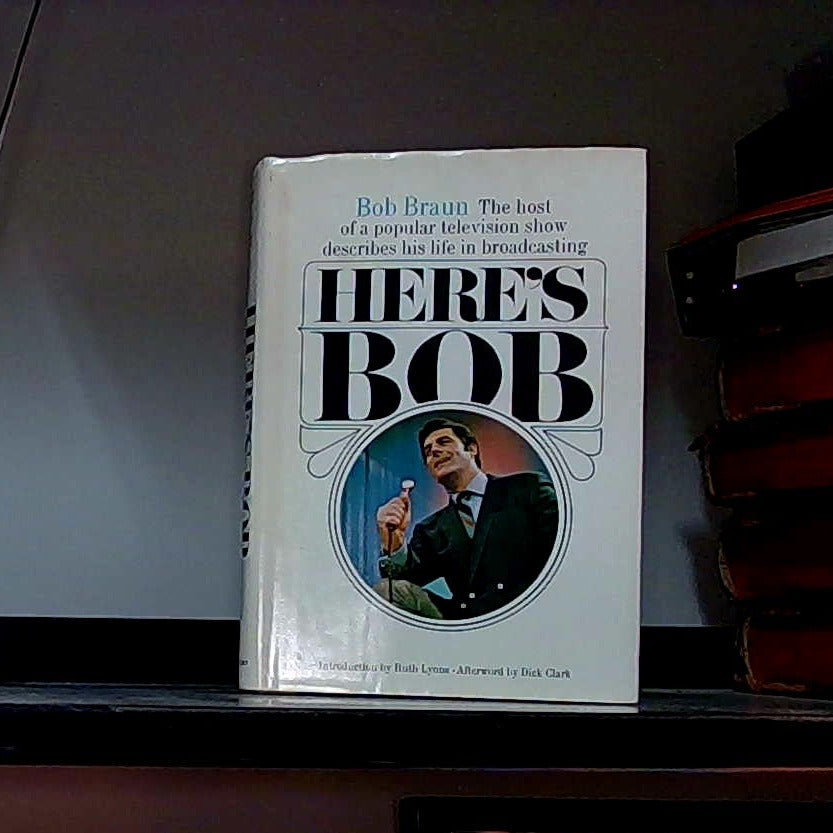 Bob Braun The host
of a popular television show
describes his life in broadcasting
HERE'S
BOB
Introduction by Ruth Lyons · Afterword by Dick Clark